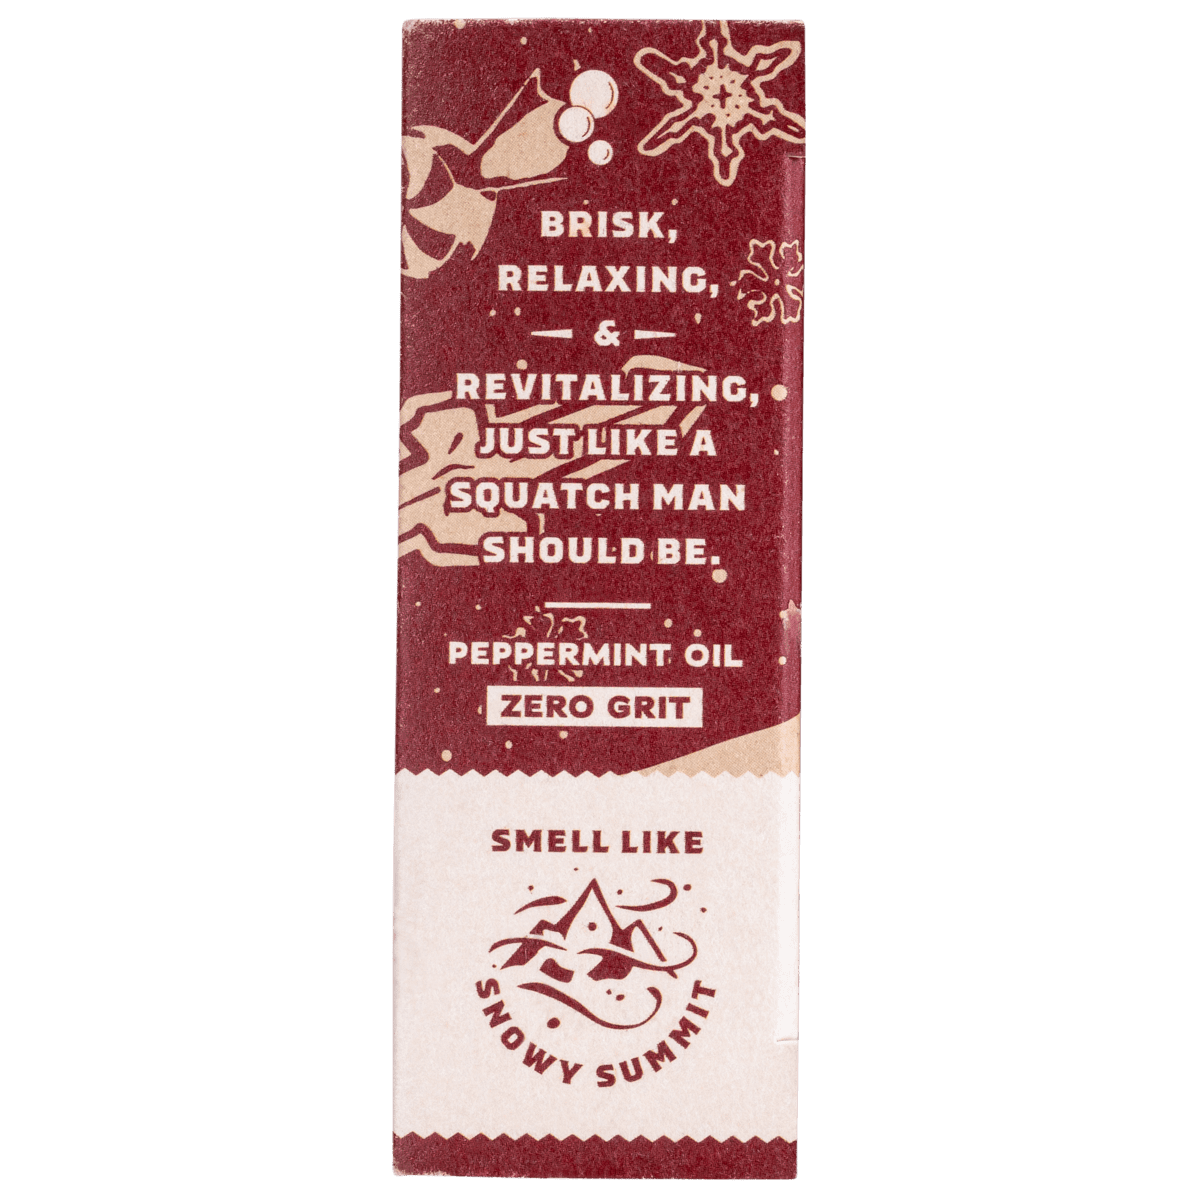 BRISK,
RELAXING,
&
REVITALIZING,
JUST LIKE A
SQUATCH MAN
SHOULD BE.
PEPPERMINT OIL
ZERO GRIT
SMELL LIKE
SNOWY SUMMIT